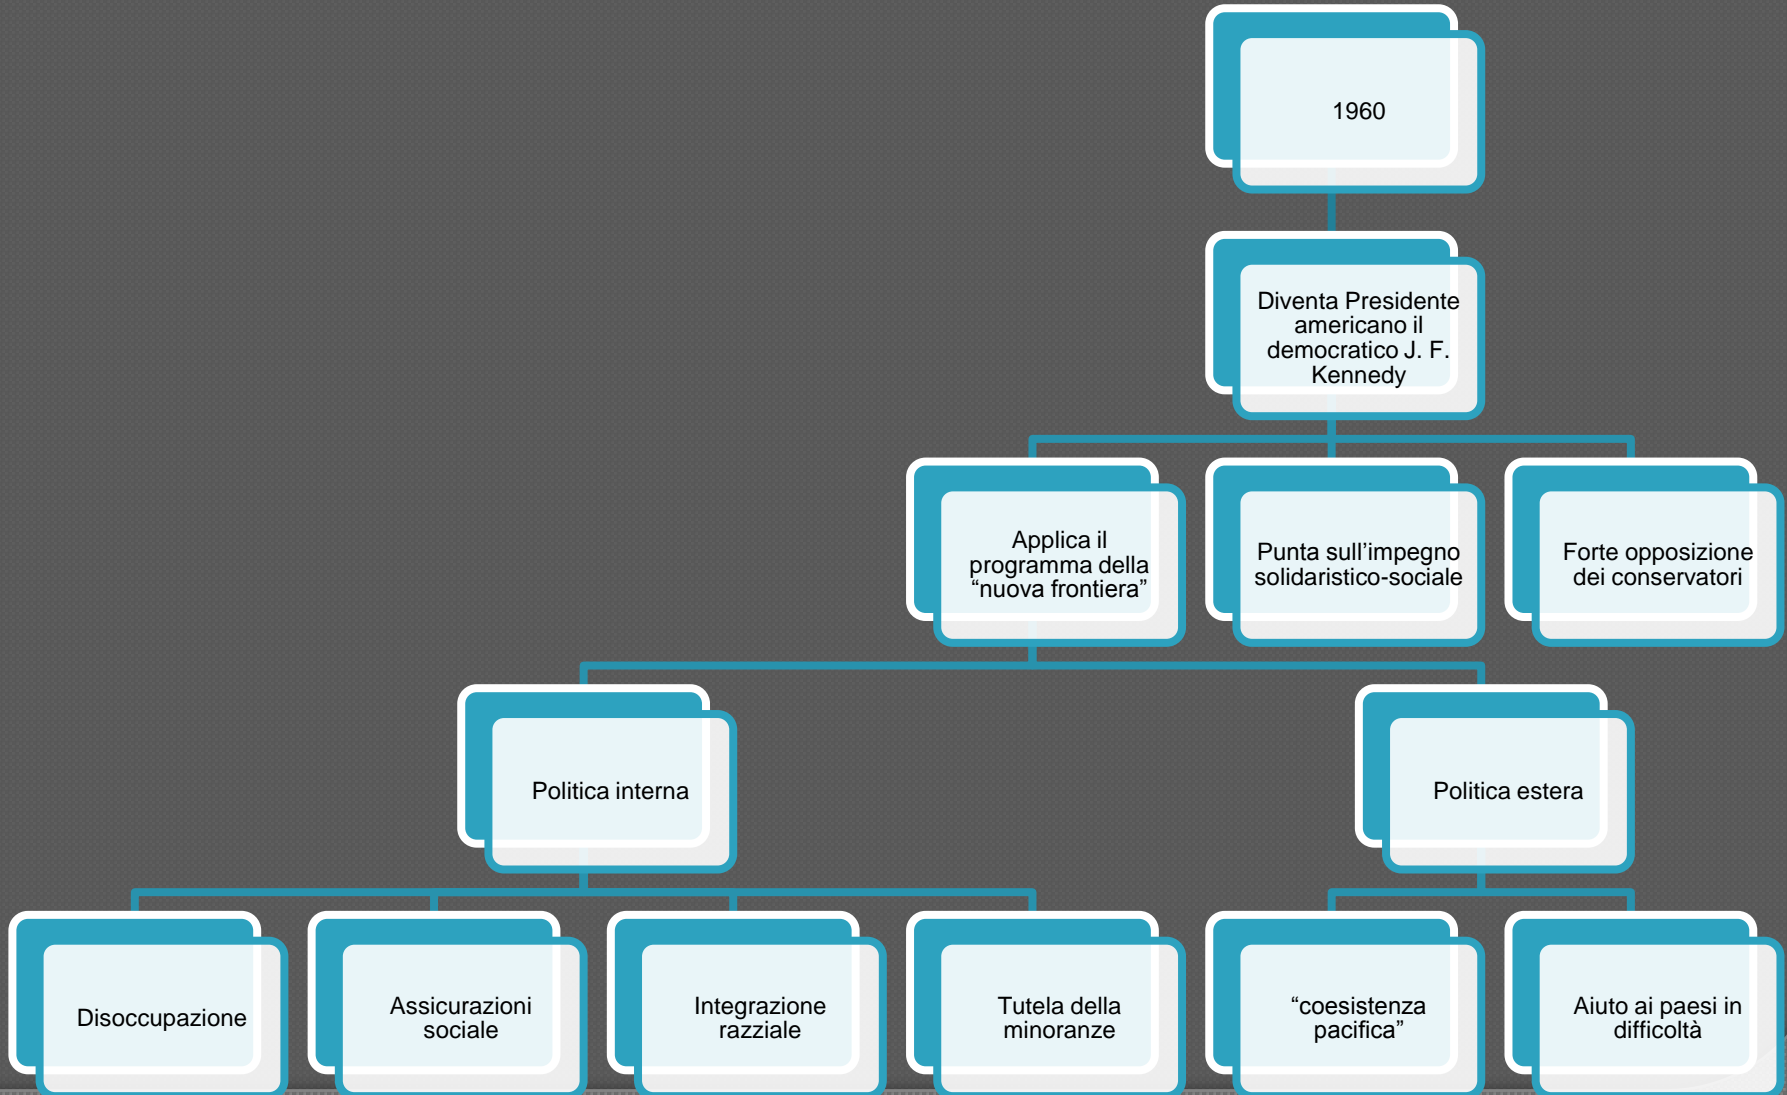 1960
Diventa Presidente
americano il
democratico J. F.
Kennedy
Applica il
programma della
“nuova frontiera”
Punta sull’impegno
solidaristico-sociale
Forte opposizione
dei conservatori
Politica interna
Politica estera
Disoccupazione
Assicurazioni
sociale
Integrazione
razziale
Tutela della
minoranze
“coesistenza
pacifica”
Aiuto ai paesi in
difficoltà